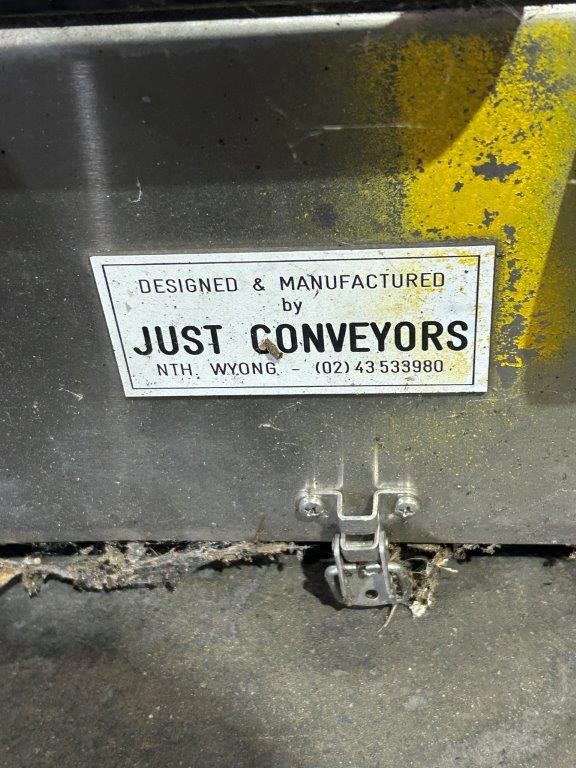 DESIGNED & MANUFACTURED
by
JUST CONVEYORS
NTH. WYONG. - (02) 43 533980